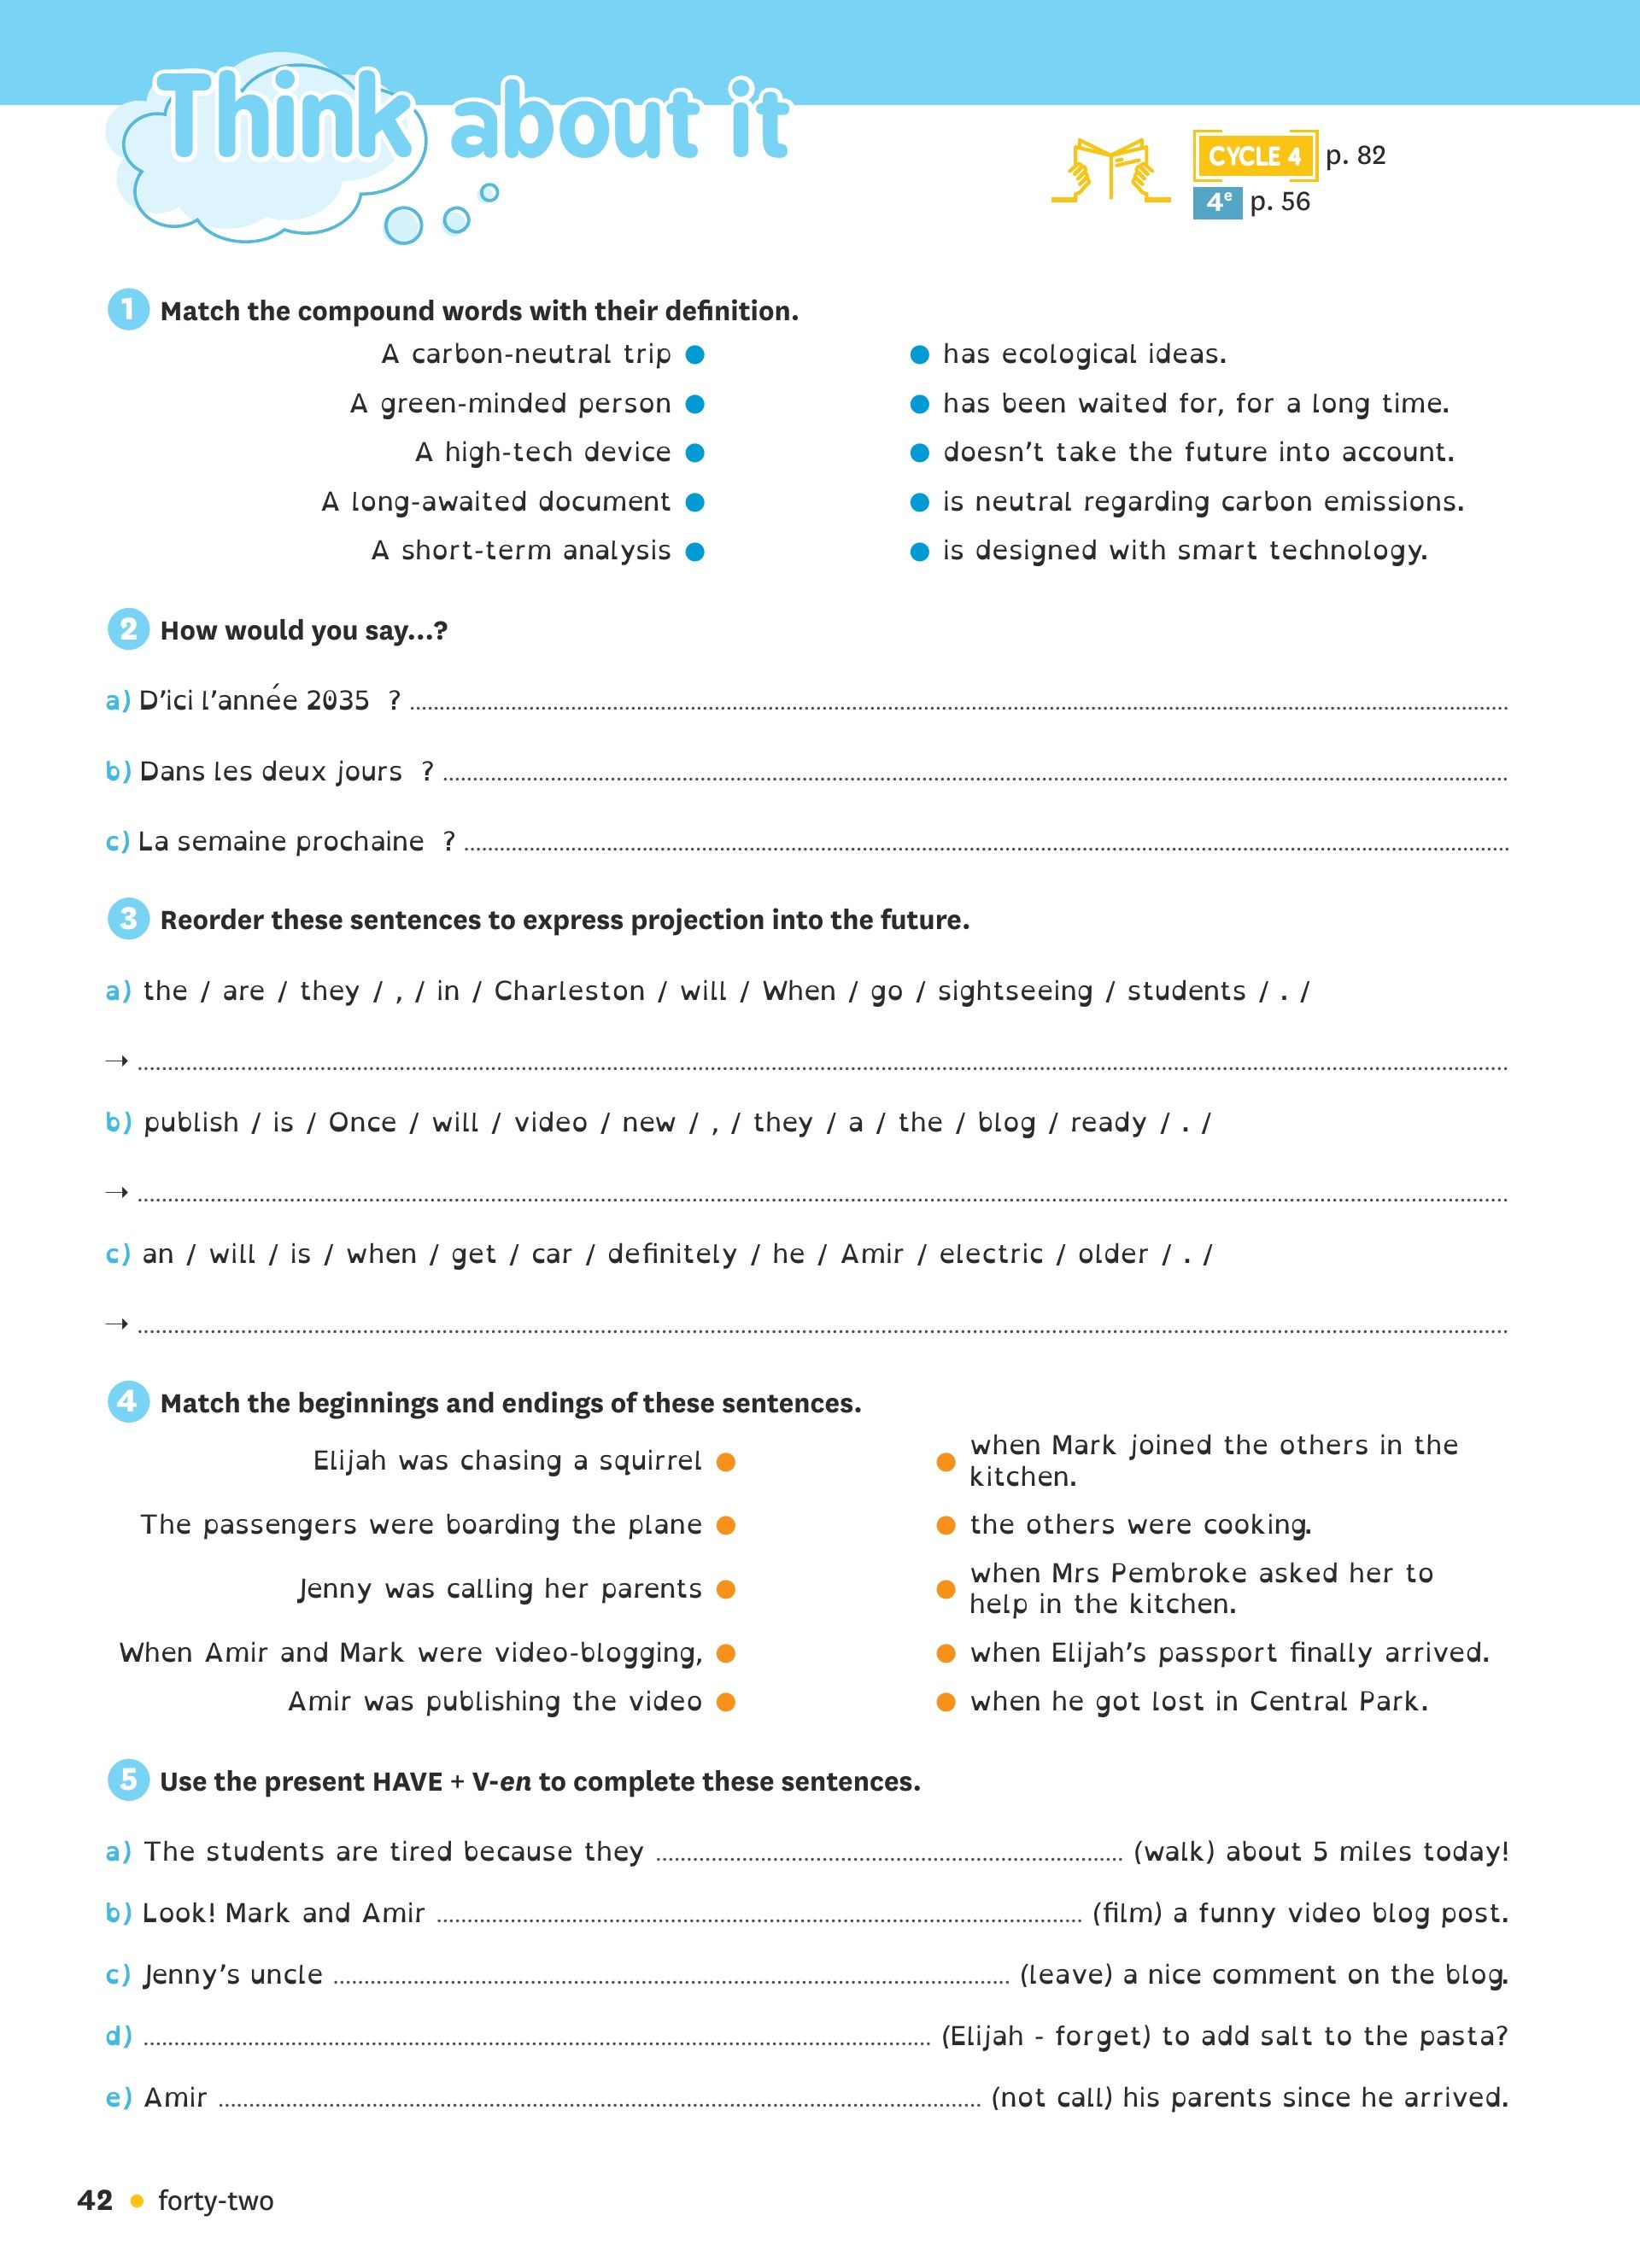 Think about it
CYCLE 4 p. 82
4e p. 56
1 Match the compound words with their definition.
A carbon-neutral trip ● ● has ecological ideas.
A green-minded person ● ● has been waited for, for a long time.
A high-tech device ● ● doesn't take the future into account.
A long-awaited document ● ● is neutral regarding carbon emissions.
A short-term analysis ● ● is designed with smart technology.
2 How would you say...?
a) D'ici l'année 2035 ? ........
b) Dans les deux jours ? ........
c) La semaine prochaine ? ........
3 Reorder these sentences to express projection into the future.
a) the / are / they / , / in / Charleston / will / When / go / sightseeing / students / . /
→ ........
b) publish / is / Once / will / video / new / , / they / a / the / blog / ready / . /
→ ........
c) an / will / is / when / get / car / definitely / he / Amir / electric / older / . /
→ ........
4 Match the beginnings and endings of these sentences.
Elijah was chasing a squirrel ● ● when Mark joined the others in the
kitchen.
The passengers were boarding the plane ● ● the others were cooking.
Jenny was calling her parents ● ● when Mrs Pembroke asked her to
help in the kitchen.
When Amir and Mark were video-blogging, ● ● when Elijah's passport finally arrived.
Amir was publishing the video ● ● when he got lost in Central Park.
5 Use the present HAVE + V-en to complete these sentences.
a) The students are tired because they ........ (walk) about 5 miles today!
b) Look! Mark and Amir ........ (film) a funny video blog post.
c) Jenny's uncle ........ (leave) a nice comment on the blog.
d) ........ (Elijah - forget) to add salt to the pasta?
e) Amir ........ (not call) his parents since he arrived.
42 • forty-two